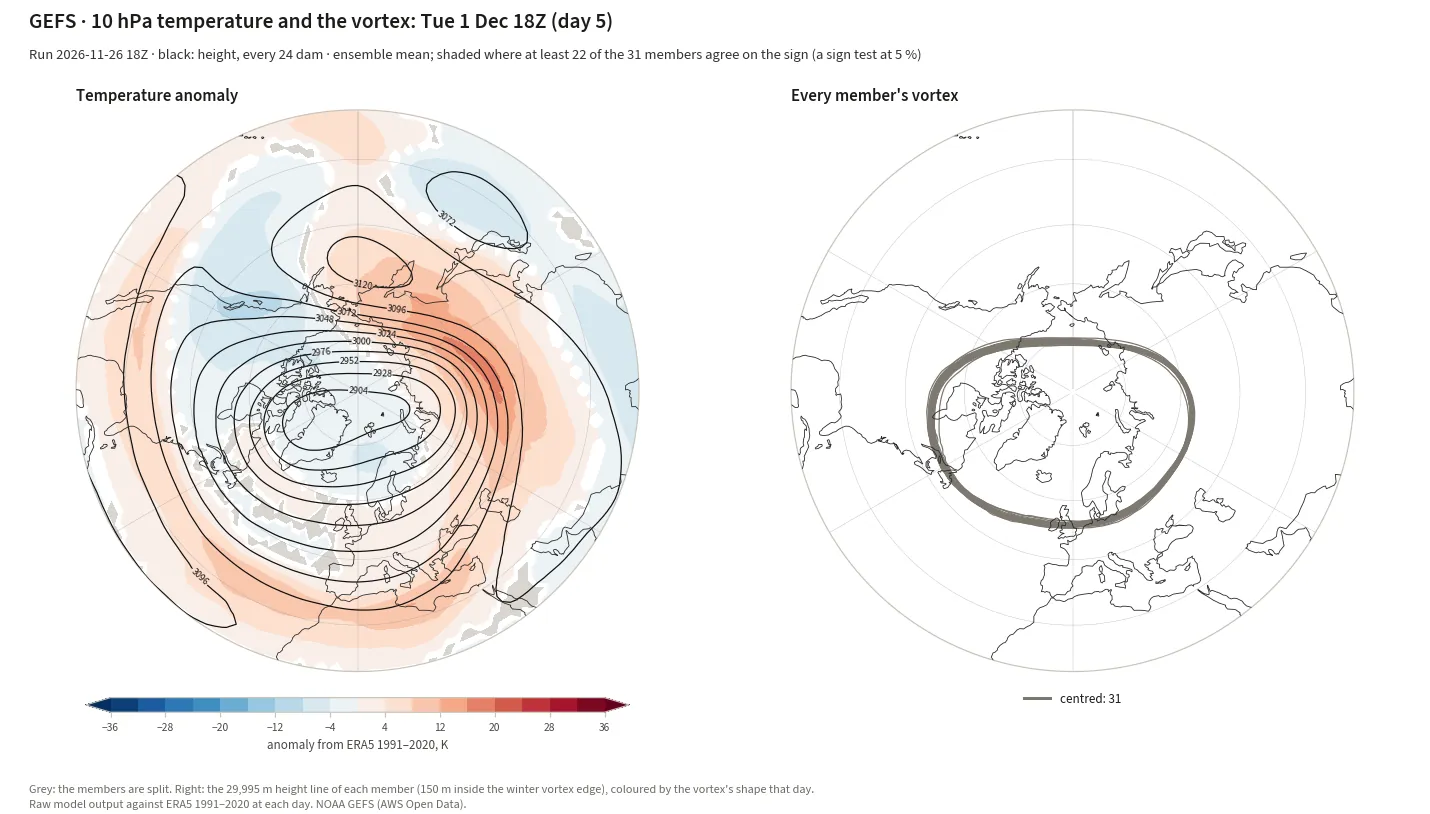 GEFS · 10 hPa temperature and the vortex: Tue 1 Dec 18Z (day 5)
Run 2026-11-26 18Z · black: height, every 24 dam · ensemble mean; shaded where at least 22 of the 31 members agree on the sign (a sign test at 5 %)
Temperature anomaly
Every member's vortex
3072
3120
3096
3072
3048
3024
3000
2976
2952
2928
2904
3096
centred: 31
−36 −28 −20 −12 −4 4 12 20 28 36
anomaly from ERA5 1991–2020, K
Grey: the members are split. Right: the 29,995 m height line of each member (150 m inside the winter vortex edge), coloured by the vortex's shape that day.
Raw model output against ERA5 1991–2020 at each day. NOAA GEFS (AWS Open Data).